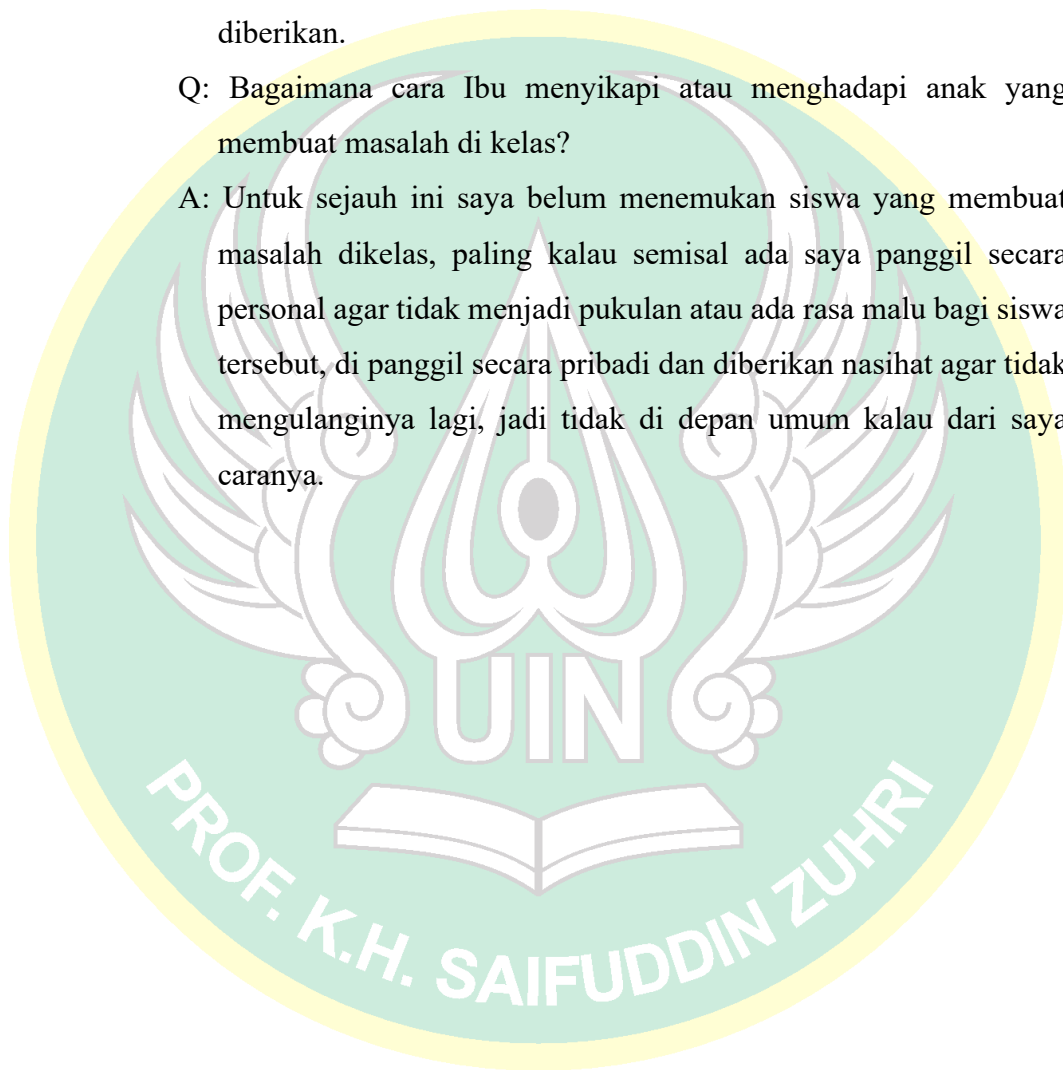 diberikan.
Q: Bagaimana cara Ibu menyikapi atau menghadapi anak yang
membuat masalah di kelas?
A: Untuk sejauh ini saya belum menemukan siswa yang membuat
masalah dikelas, paling kalau semisal ada saya panggil secara
personal agar tidak menjadi pukulan atau ada rasa malu bagi siswa
tersebut, di panggil secara pribadi dan diberikan nasihat agar tidak
mengulanginya lagi, jadi tidak di depan umum kalau dari saya
caranya.
UIN
PROF. K.H. SAIFUDDIN ZUHRI